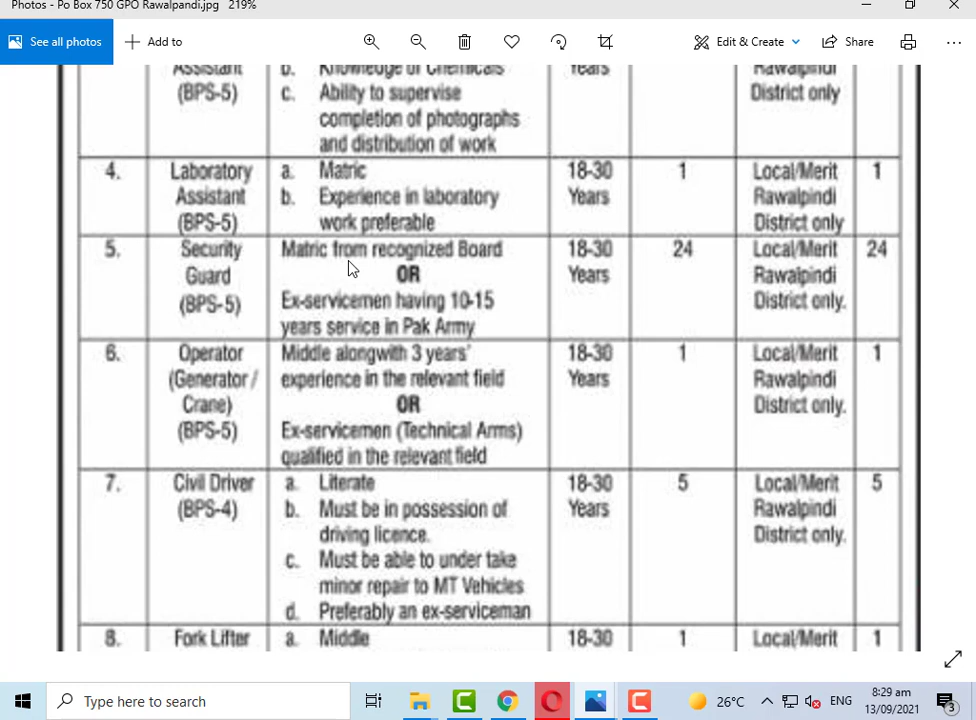 Photos - Po Box 750 GPO Rawalpandi.jpg 219%
See all photos
Add to
Edit & Create
Share
Assistant b. Knowledge of Chemicals Years Rawalpindi
(BPS-5) c. Ability to supervise District only
completion of photographs
and distribution of work
4. Laboratory a. Matric 18-30 1 Local/Merit 1
Assistant b. Experience in laboratory Years Rawalpindi
(BPS-5) work preferable District only
5. Security Matric from recognized Board 18-30 24 Local/Merit 24
Guard OR Years Rawalpindi
(BPS-5) Ex-servicemen having 10-15 District only.
years service in Pak Army
6. Operator Middle alongwith 3 years' 18-30 1 Local/Merit 1
(Generator / experience in the relevant field Years Rawalpindi
Crane) OR District only.
(BPS-5) Ex-servicemen (Technical Arms)
qualified in the relevant field
7. Civil Driver a. Literate 18-30 5 Local/Merit 5
(BPS-4) b. Must be in possession of Years Rawalpindi
driving licence. District only.
c. Must be able to under take
minor repair to MT Vehicles
d. Preferably an ex-serviceman
8. Fork Lifter a. Middle 18-30 1 Local/Merit 1
Type here to search
26°C
ENG
8:29 am
13/09/2021
3